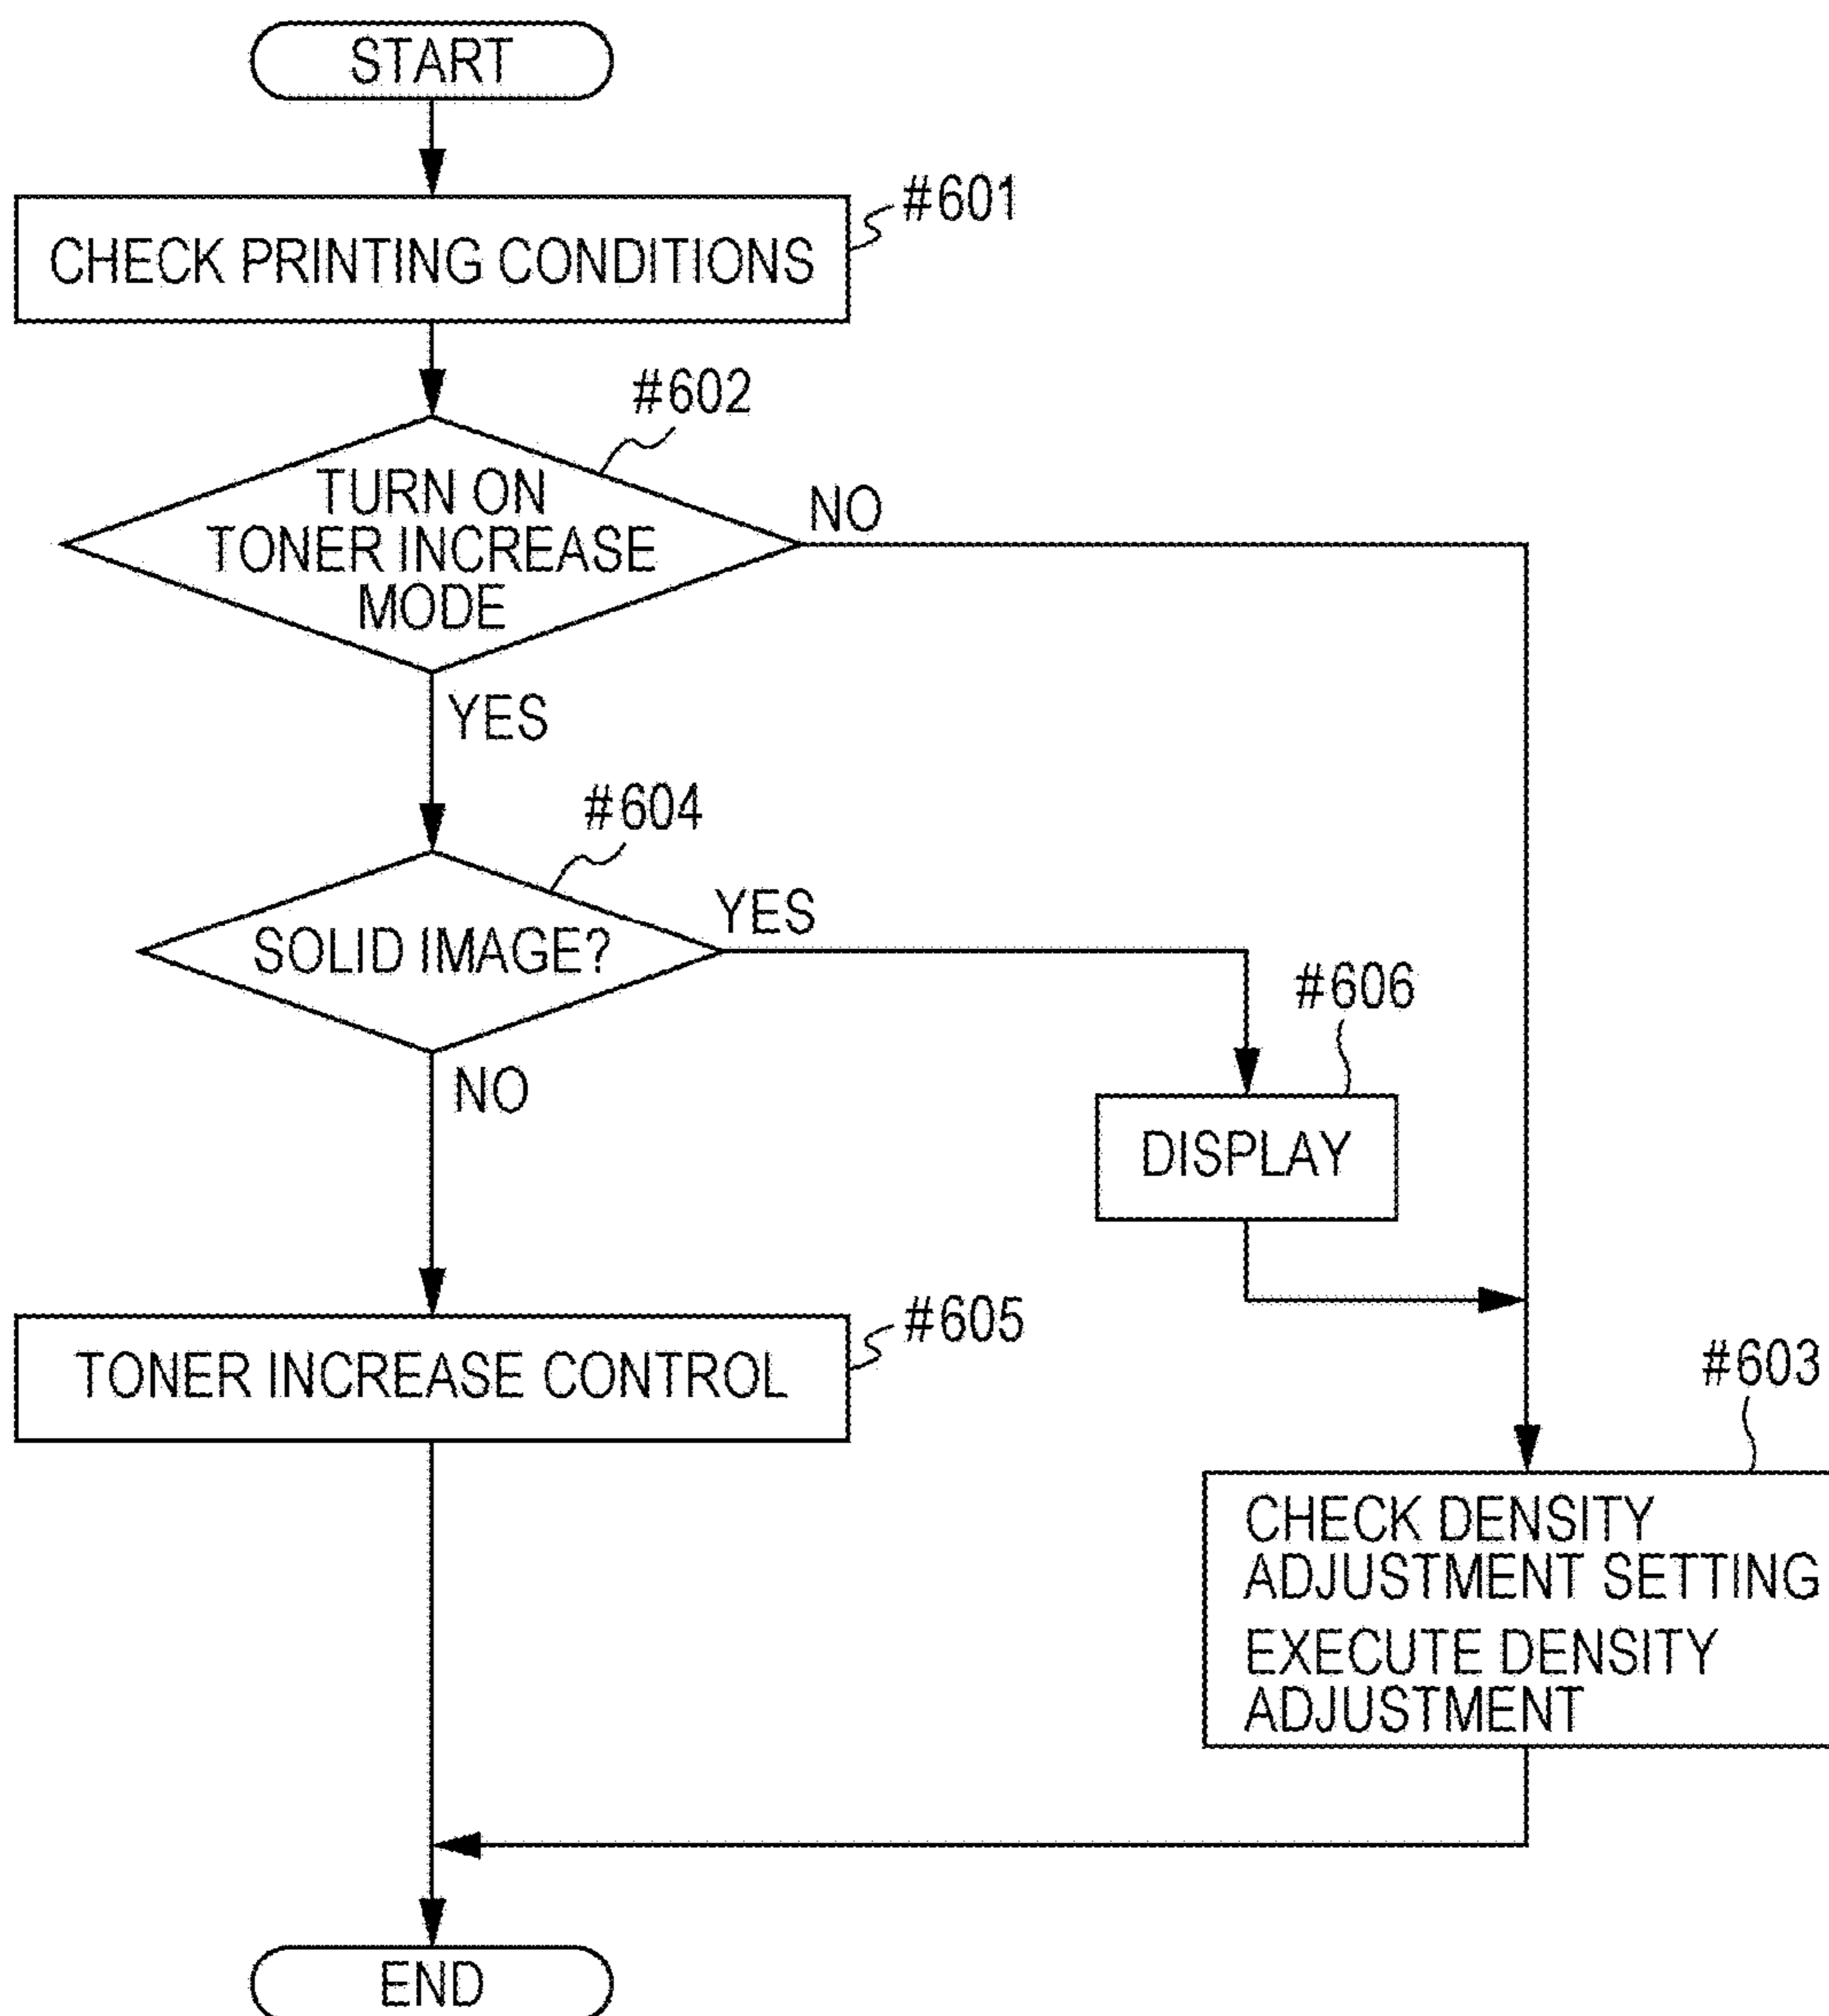 START
#601
CHECK PRINTING CONDITIONS
#602
TURN ON
TONER INCREASE
MODE
NO
YES
#604
SOLID IMAGE?
YES
NO
#606
DISPLAY
#605
TONER INCREASE CONTROL
#603
CHECK DENSITY
ADJUSTMENT SETTING
EXECUTE DENSITY
ADJUSTMENT
END